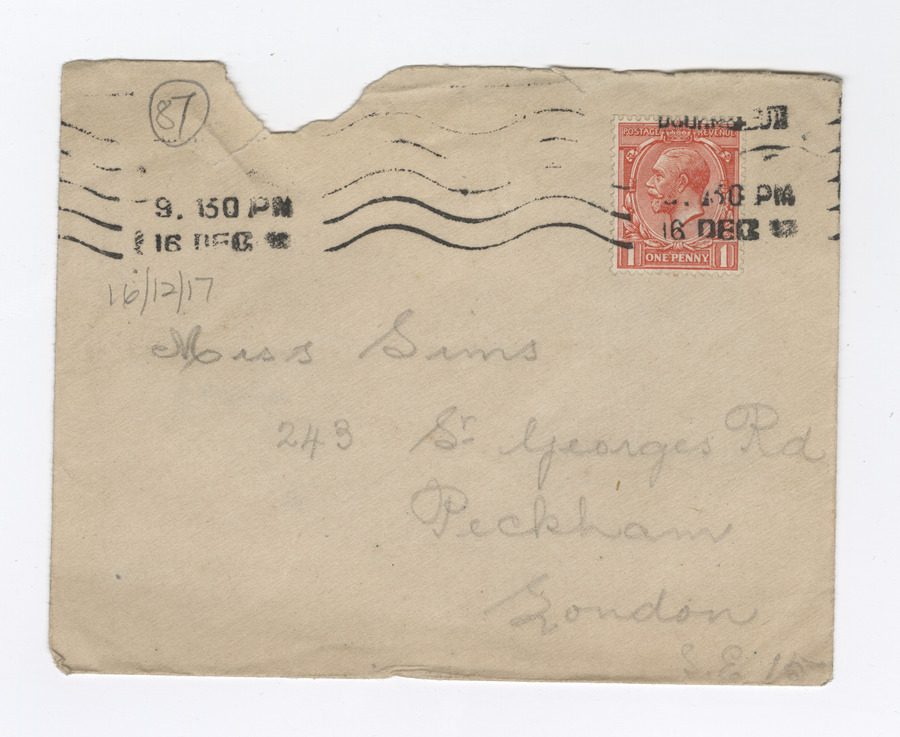 87
POSTAGE REVENUE
9. 150 PM
16 DEC
.150 PM
16 DEC
1 ONE PENNY 1
16/12/17
Miss Sims
243 St Georges Rd
Peckham
London
S.E. 15